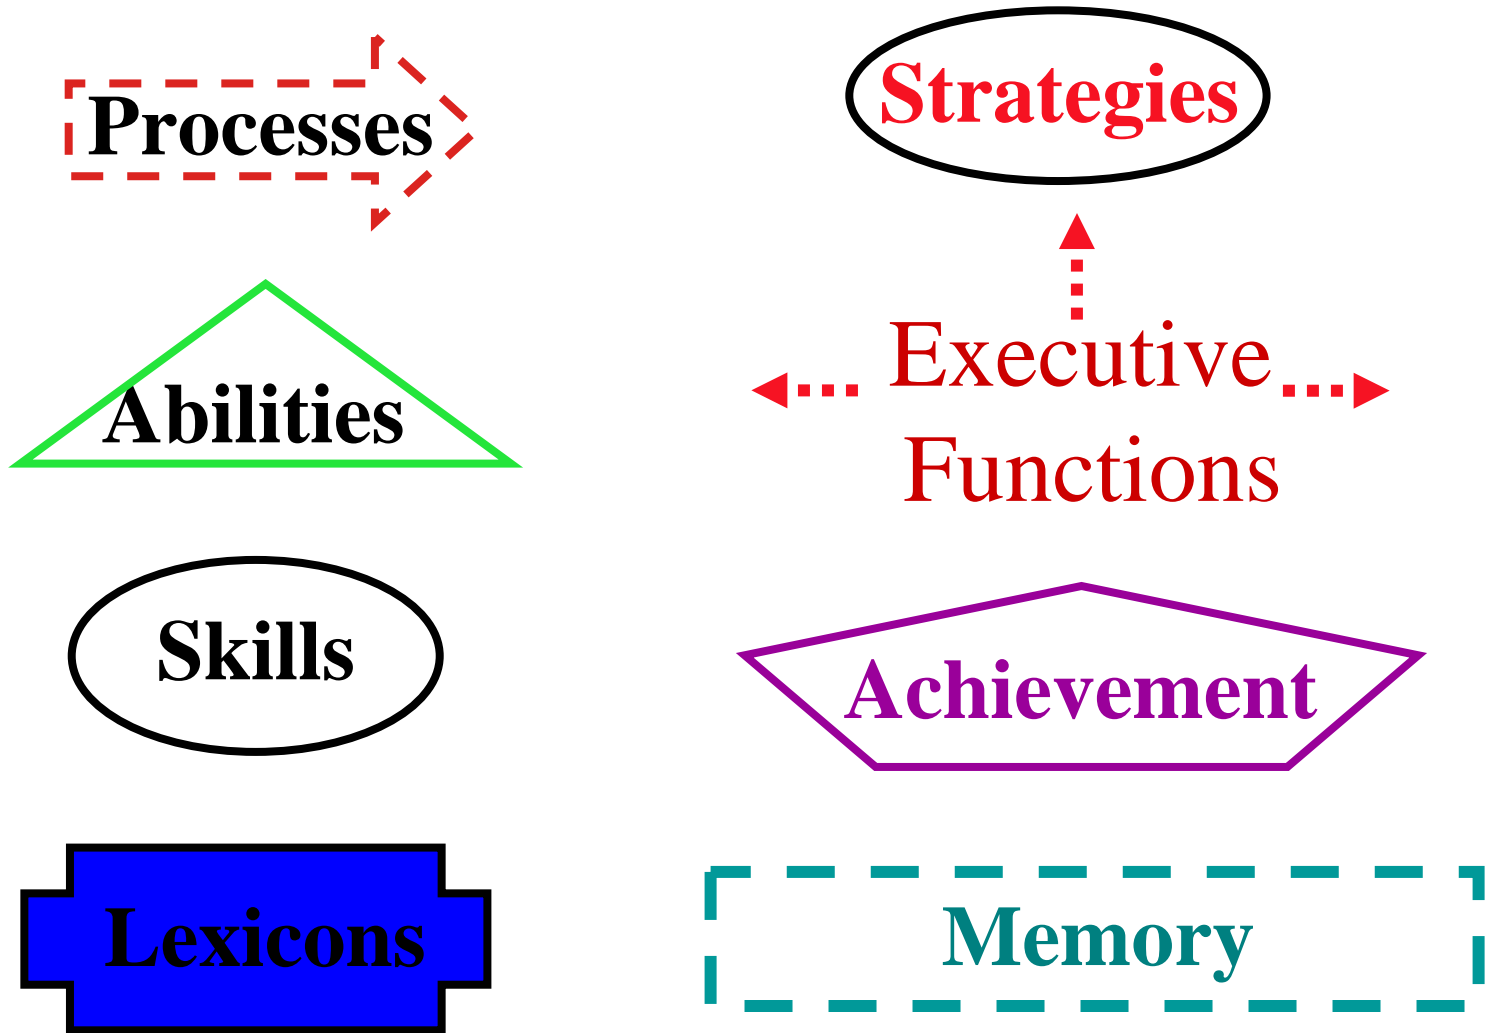 Processes
Abilities
Skills
Lexicons
Strategies
Executive
Functions
Achievement
Memory